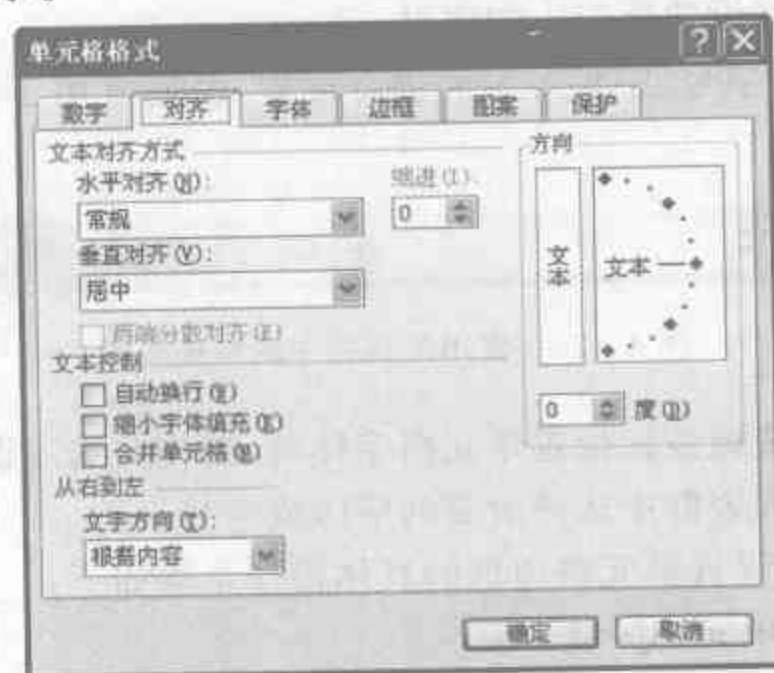 单元格格式
数字 对齐 字体 边框 图案 保护
文本对齐方式
水平对齐(H):
缩进(I):
常规
0
垂直对齐(V):
居中
两端分散对齐(E)
文本控制
自动换行(W)
缩小字体填充(K)
合并单元格(M)
从右到左
文字方向(T):
根据内容
方向
文本
文本
0 度(D)
确定 取消